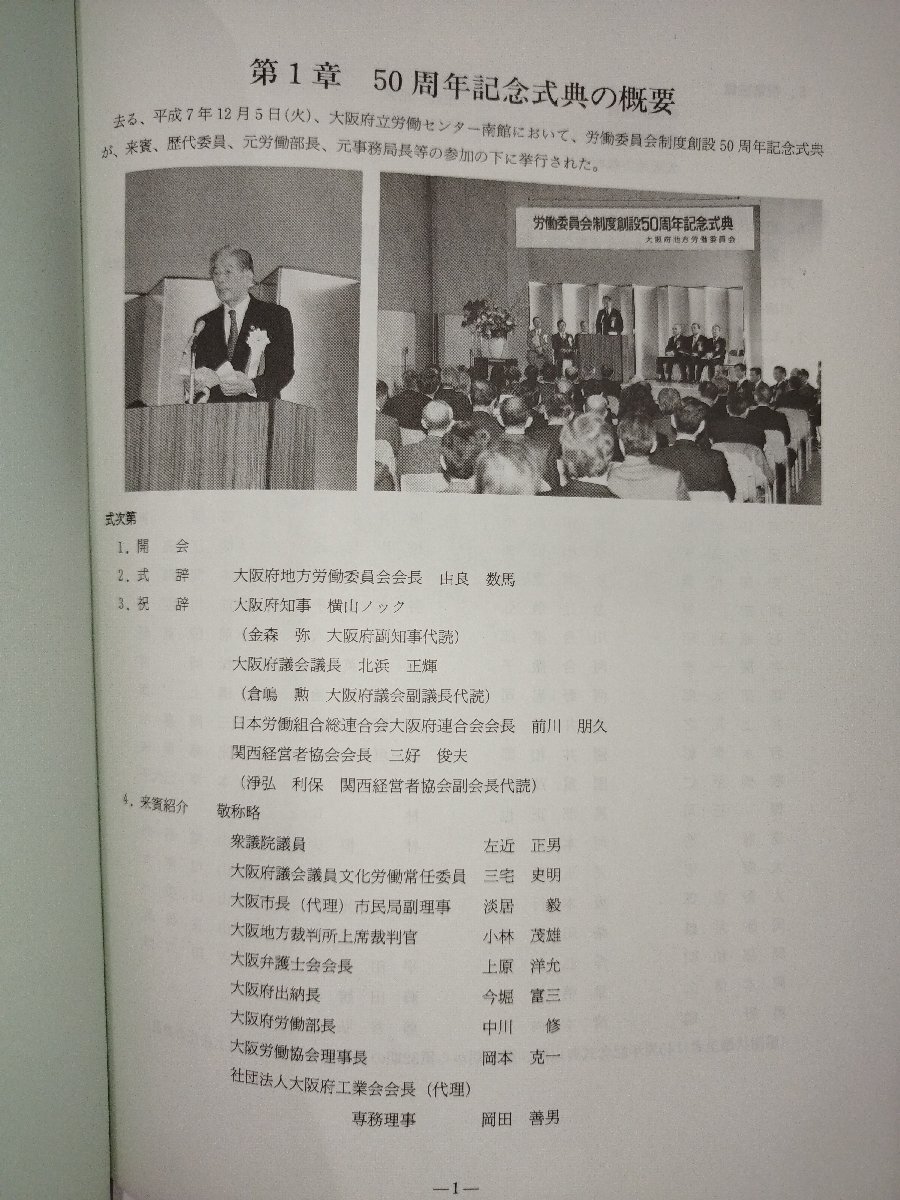 第1章 50周年記念式典の概要
去る、平成7年12月5日(火)、大阪府立労働センター南館において、労働委員会制度創設50周年記念式典
が、来賓、歴代委員、元労働部長、元事務局長等の参加の下に挙行された。
労働委員会制度創設50周年記念式典
大阪府地方労働委員会
式次第
1. 開 会
2. 式 辞 大阪府地方労働委員会会長 由良 数馬
3. 祝 辞 大阪府知事 横山ノック
(金森 弥 大阪府副知事代読)
大阪府議会議長 北浜 正輝
(倉嶋 勲 大阪府議会副議長代読)
日本労働組合総連合会大阪府連合会会長 前川 朋久
関西経営者協会会長 三好 俊夫
(淨弘 利保 関西経営者協会副会長代読)
4. 来賓紹介 敬称略
衆議院議員 左近 正男
大阪府議会議員文化労働常任委員 三宅 史明
大阪市長(代理)市民局副理事 淡居 毅
大阪地方裁判所上席裁判官 小林 茂雄
大阪弁護士会会長 上原 洋允
大阪府出納長 今堀 富三
大阪府労働部長 中川 修
大阪労働協会理事長 岡本 克一
社団法人大阪府工業会会長(代理)
専務理事 岡田 善男
—1—